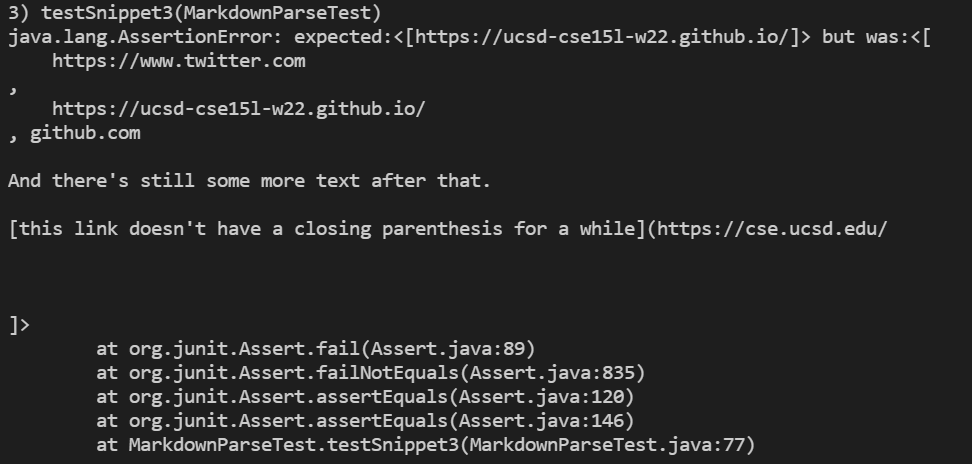 3) testSnippet3(MarkdownParseTest)
java.lang.AssertionError: expected:<[https://ucsd-cse15l-w22.github.io/]> but was:<[
    https://www.twitter.com
,
    https://ucsd-cse15l-w22.github.io/
, github.com

And there's still some more text after that.

[this link doesn't have a closing parenthesis for a while](https://cse.ucsd.edu/



]>
        at org.junit.Assert.fail(Assert.java:89)
        at org.junit.Assert.failNotEquals(Assert.java:835)
        at org.junit.Assert.assertEquals(Assert.java:120)
        at org.junit.Assert.assertEquals(Assert.java:146)
        at MarkdownParseTest.testSnippet3(MarkdownParseTest.java:77)